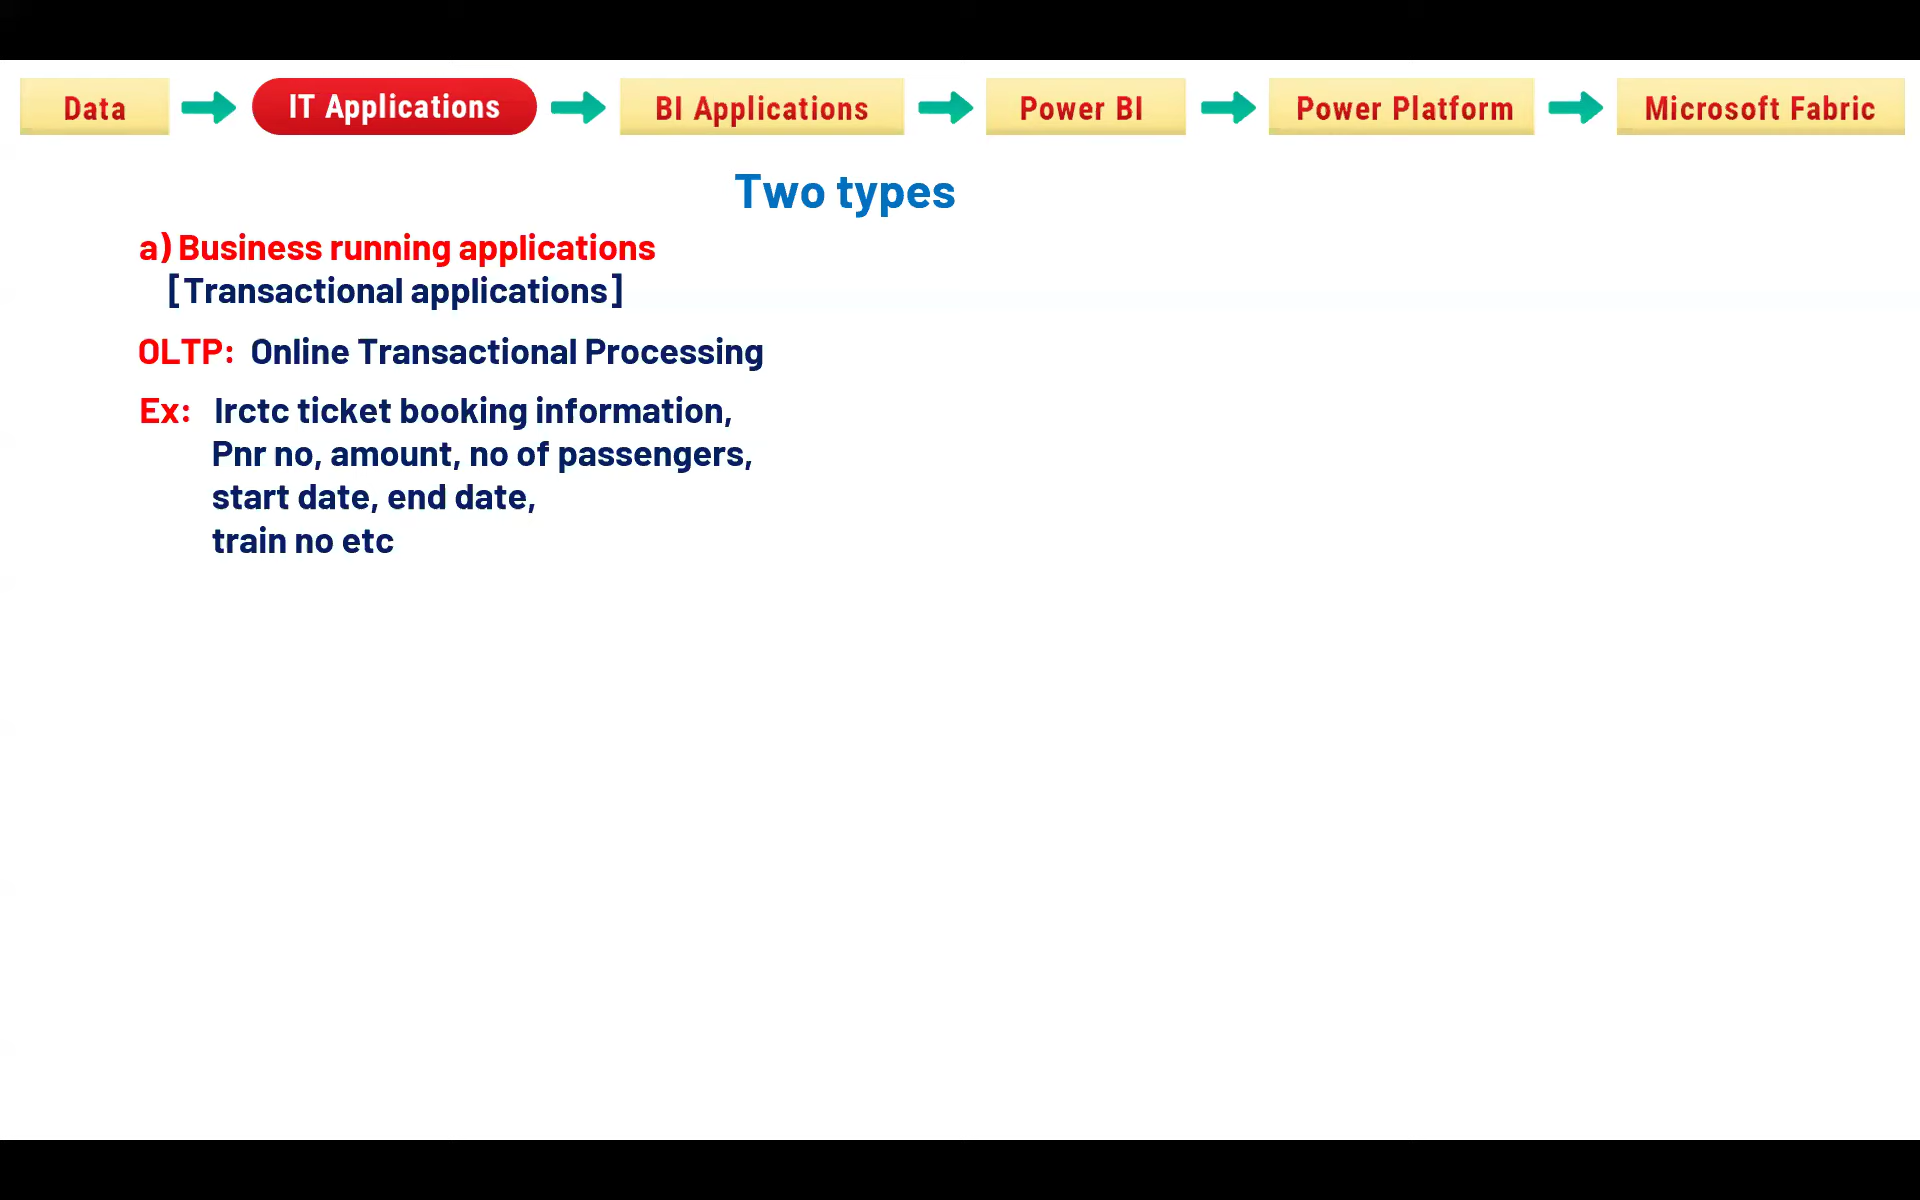 Data
IT Applications
BI Applications
Power BI
Power Platform
Microsoft Fabric
Two types
a) Business running applications
[Transactional applications]
OLTP: Online Transactional Processing
Ex: Irctc ticket booking information,
Pnr no, amount, no of passengers,
start date, end date,
train no etc